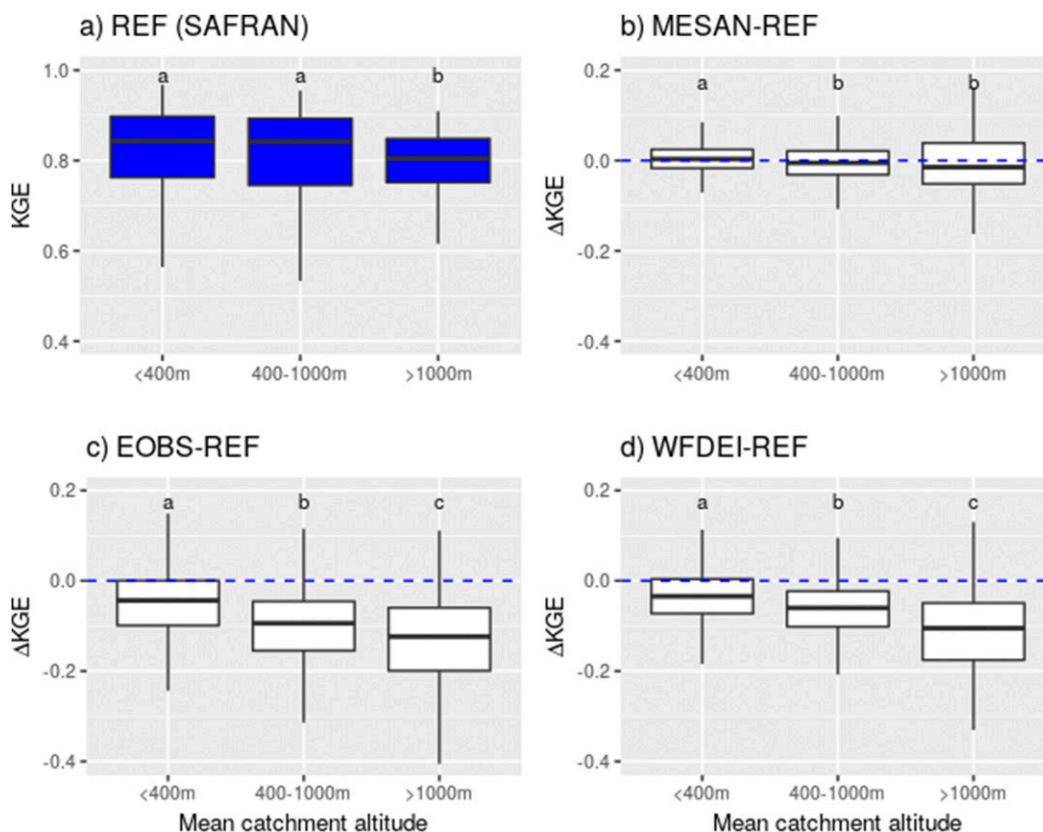 a) REF (SAFRAN)
1.0
0.8
0.6
0.4
KGE
a
a
b
<400m
400-1000m
>1000m
b) MESAN-REF
0.2
0.0
-0.2
-0.4
ΔKGE
a
b
b
<400m
400-1000m
>1000m
c) EOBS-REF
0.2
0.0
-0.2
-0.4
ΔKGE
a
b
c
<400m
400-1000m
>1000m
Mean catchment altitude
d) WFDEI-REF
0.2
0.0
-0.2
-0.4
ΔKGE
a
b
c
<400m
400-1000m
>1000m
Mean catchment altitude